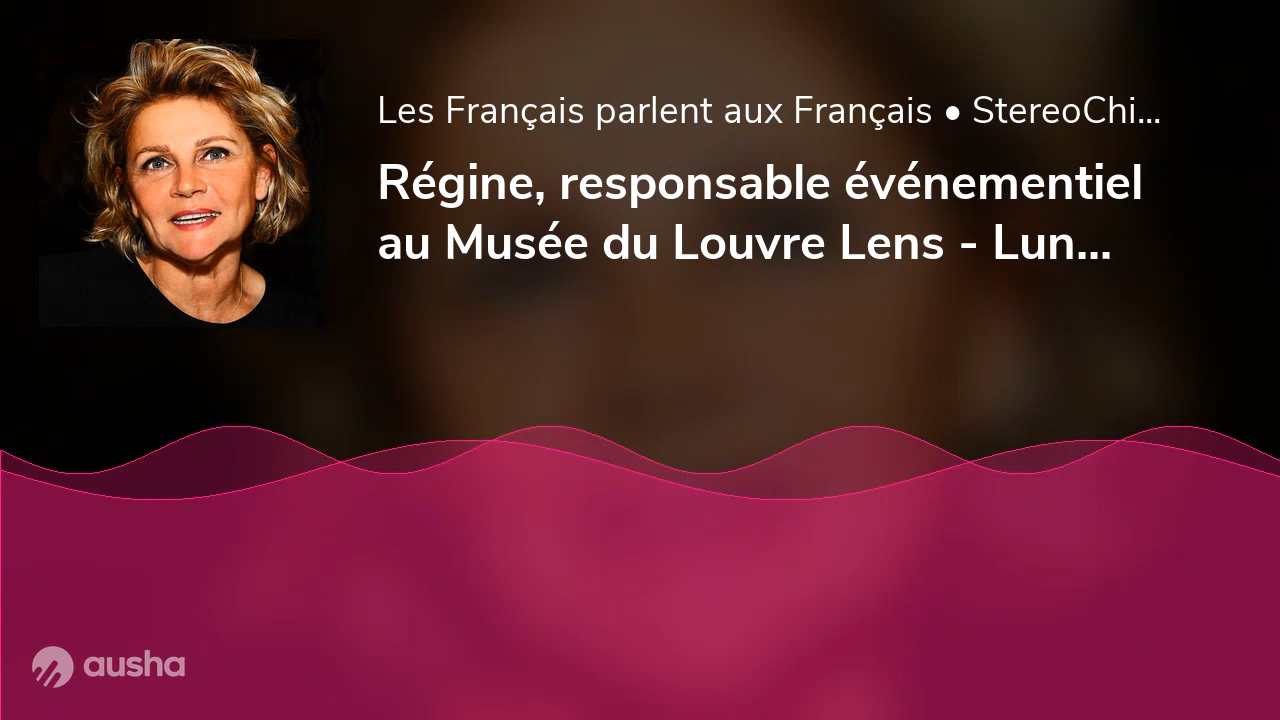 Les Français parlent aux Français • StereoChi...
Régine, responsable événementiel
au Musée du Louvre Lens - Lun...
ausha